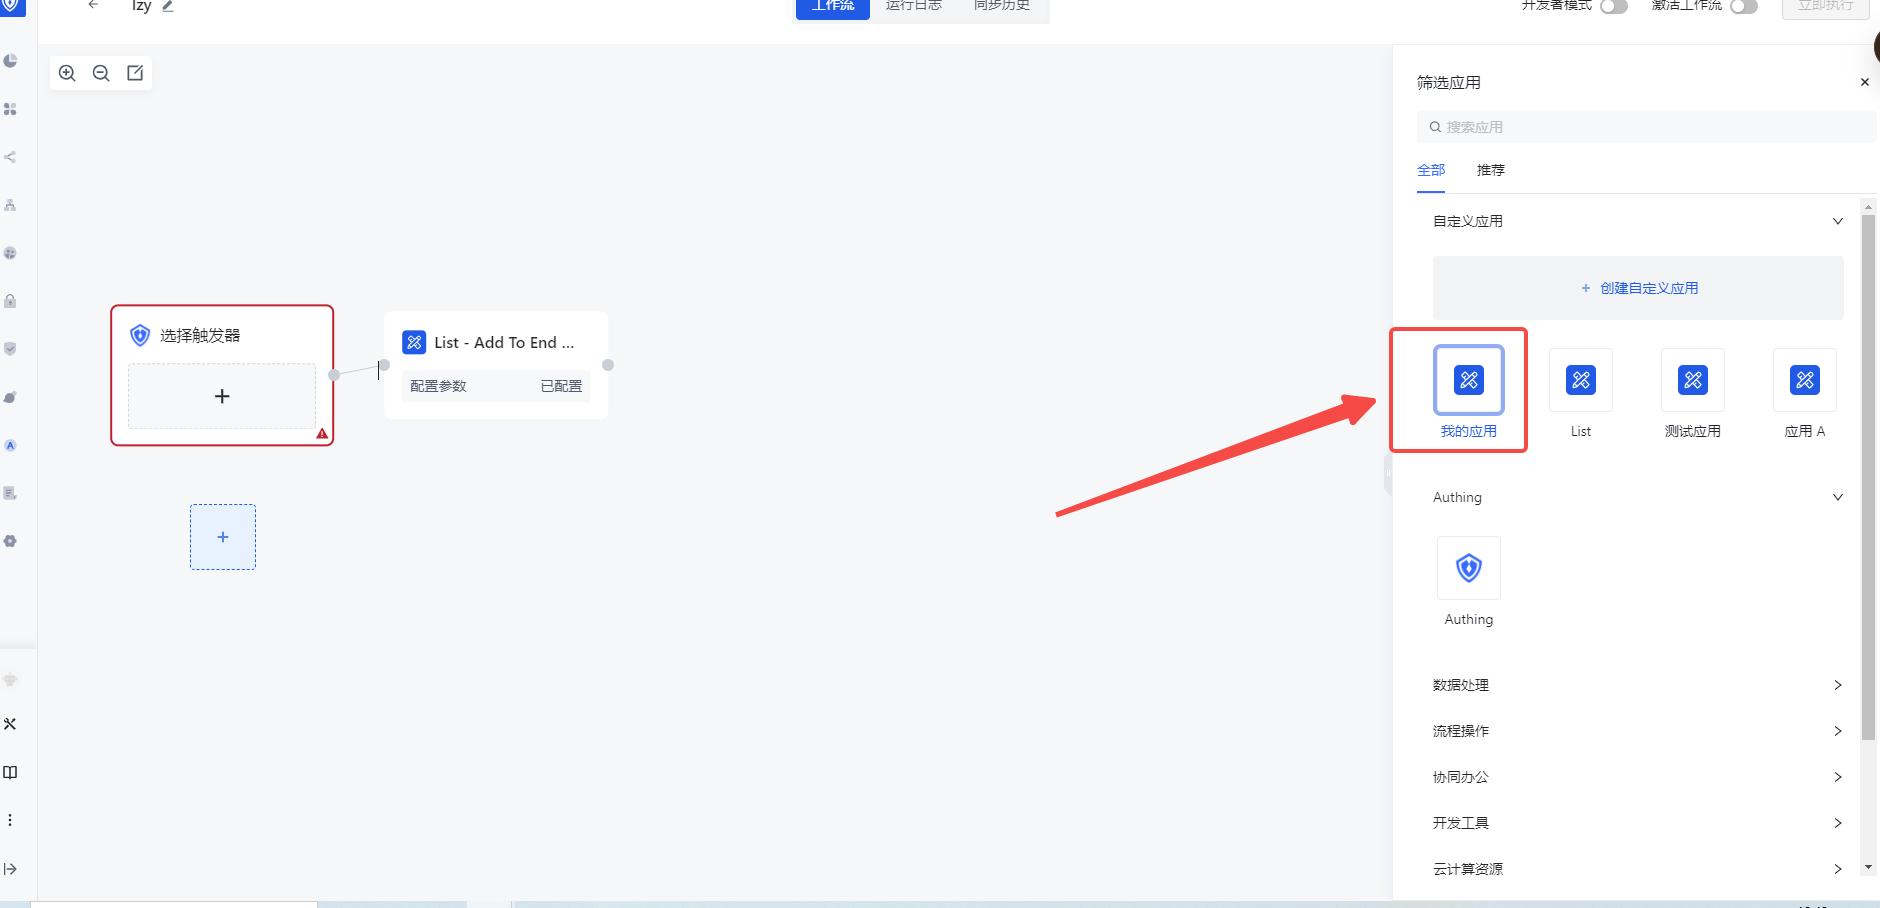 lzy
工作流
运行日志
同步历史
开发者模式
激活工作流
立即执行
筛选应用
搜索应用
全部
推荐
自定义应用
+ 创建自定义应用
选择触发器
List - Add To End ...
配置参数
已配置
我的应用
List
测试应用
应用 A
Authing
Authing
数据处理
流程操作
协同办公
开发工具
云计算资源